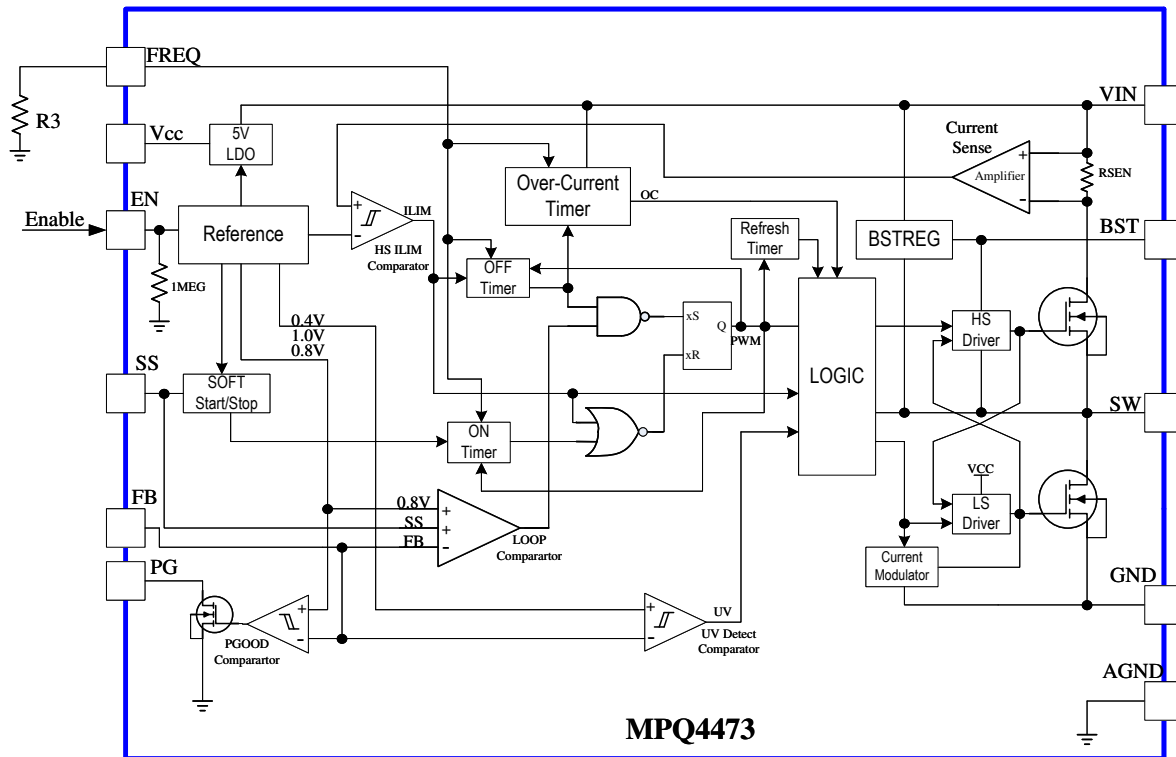 FREQ
R3
Vcc
5V
LDO
EN
Enable
1MEG
Reference
SS
SOFT
Start/Stop
0.4V
1.0V
0.8V
FB
PG
PGOOD
Comparartor
+
-
+
-
ILIM
HS ILIM
Comparator
Over-Current
Timer
OC
OFF
Timer
ON
Timer
xS
Q
xR
PWM
Refresh
Timer
LOGIC
0.8V
SS
FB
+
+
-
LOOP
Comparartor
+
-
UV
UV Detect
Comparator
Current
Sense
Amplifier
+
-
RSEN
VIN
BSTREG
BST
HS
Driver
SW
VCC
LS
Driver
Current
Modulator
GND
AGND
MPQ4473